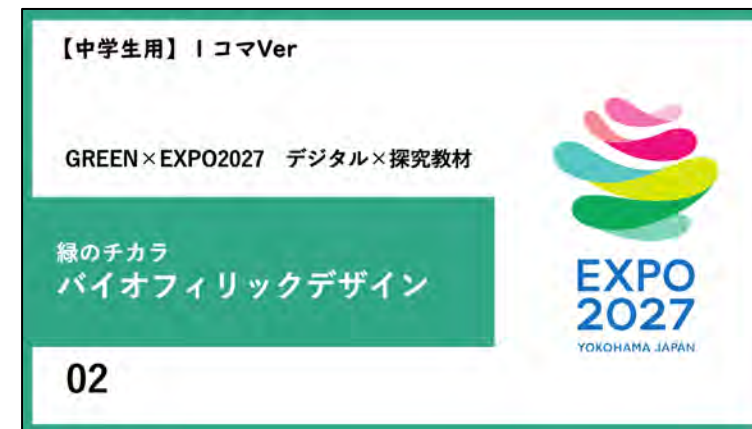 【中学生用】1コマVer
GREEN×EXPO2027 デジタル×探究教材
緑のチカラ
バイオフィリックデザイン
02
EXPO
2027
YOKOHAMA JAPAN